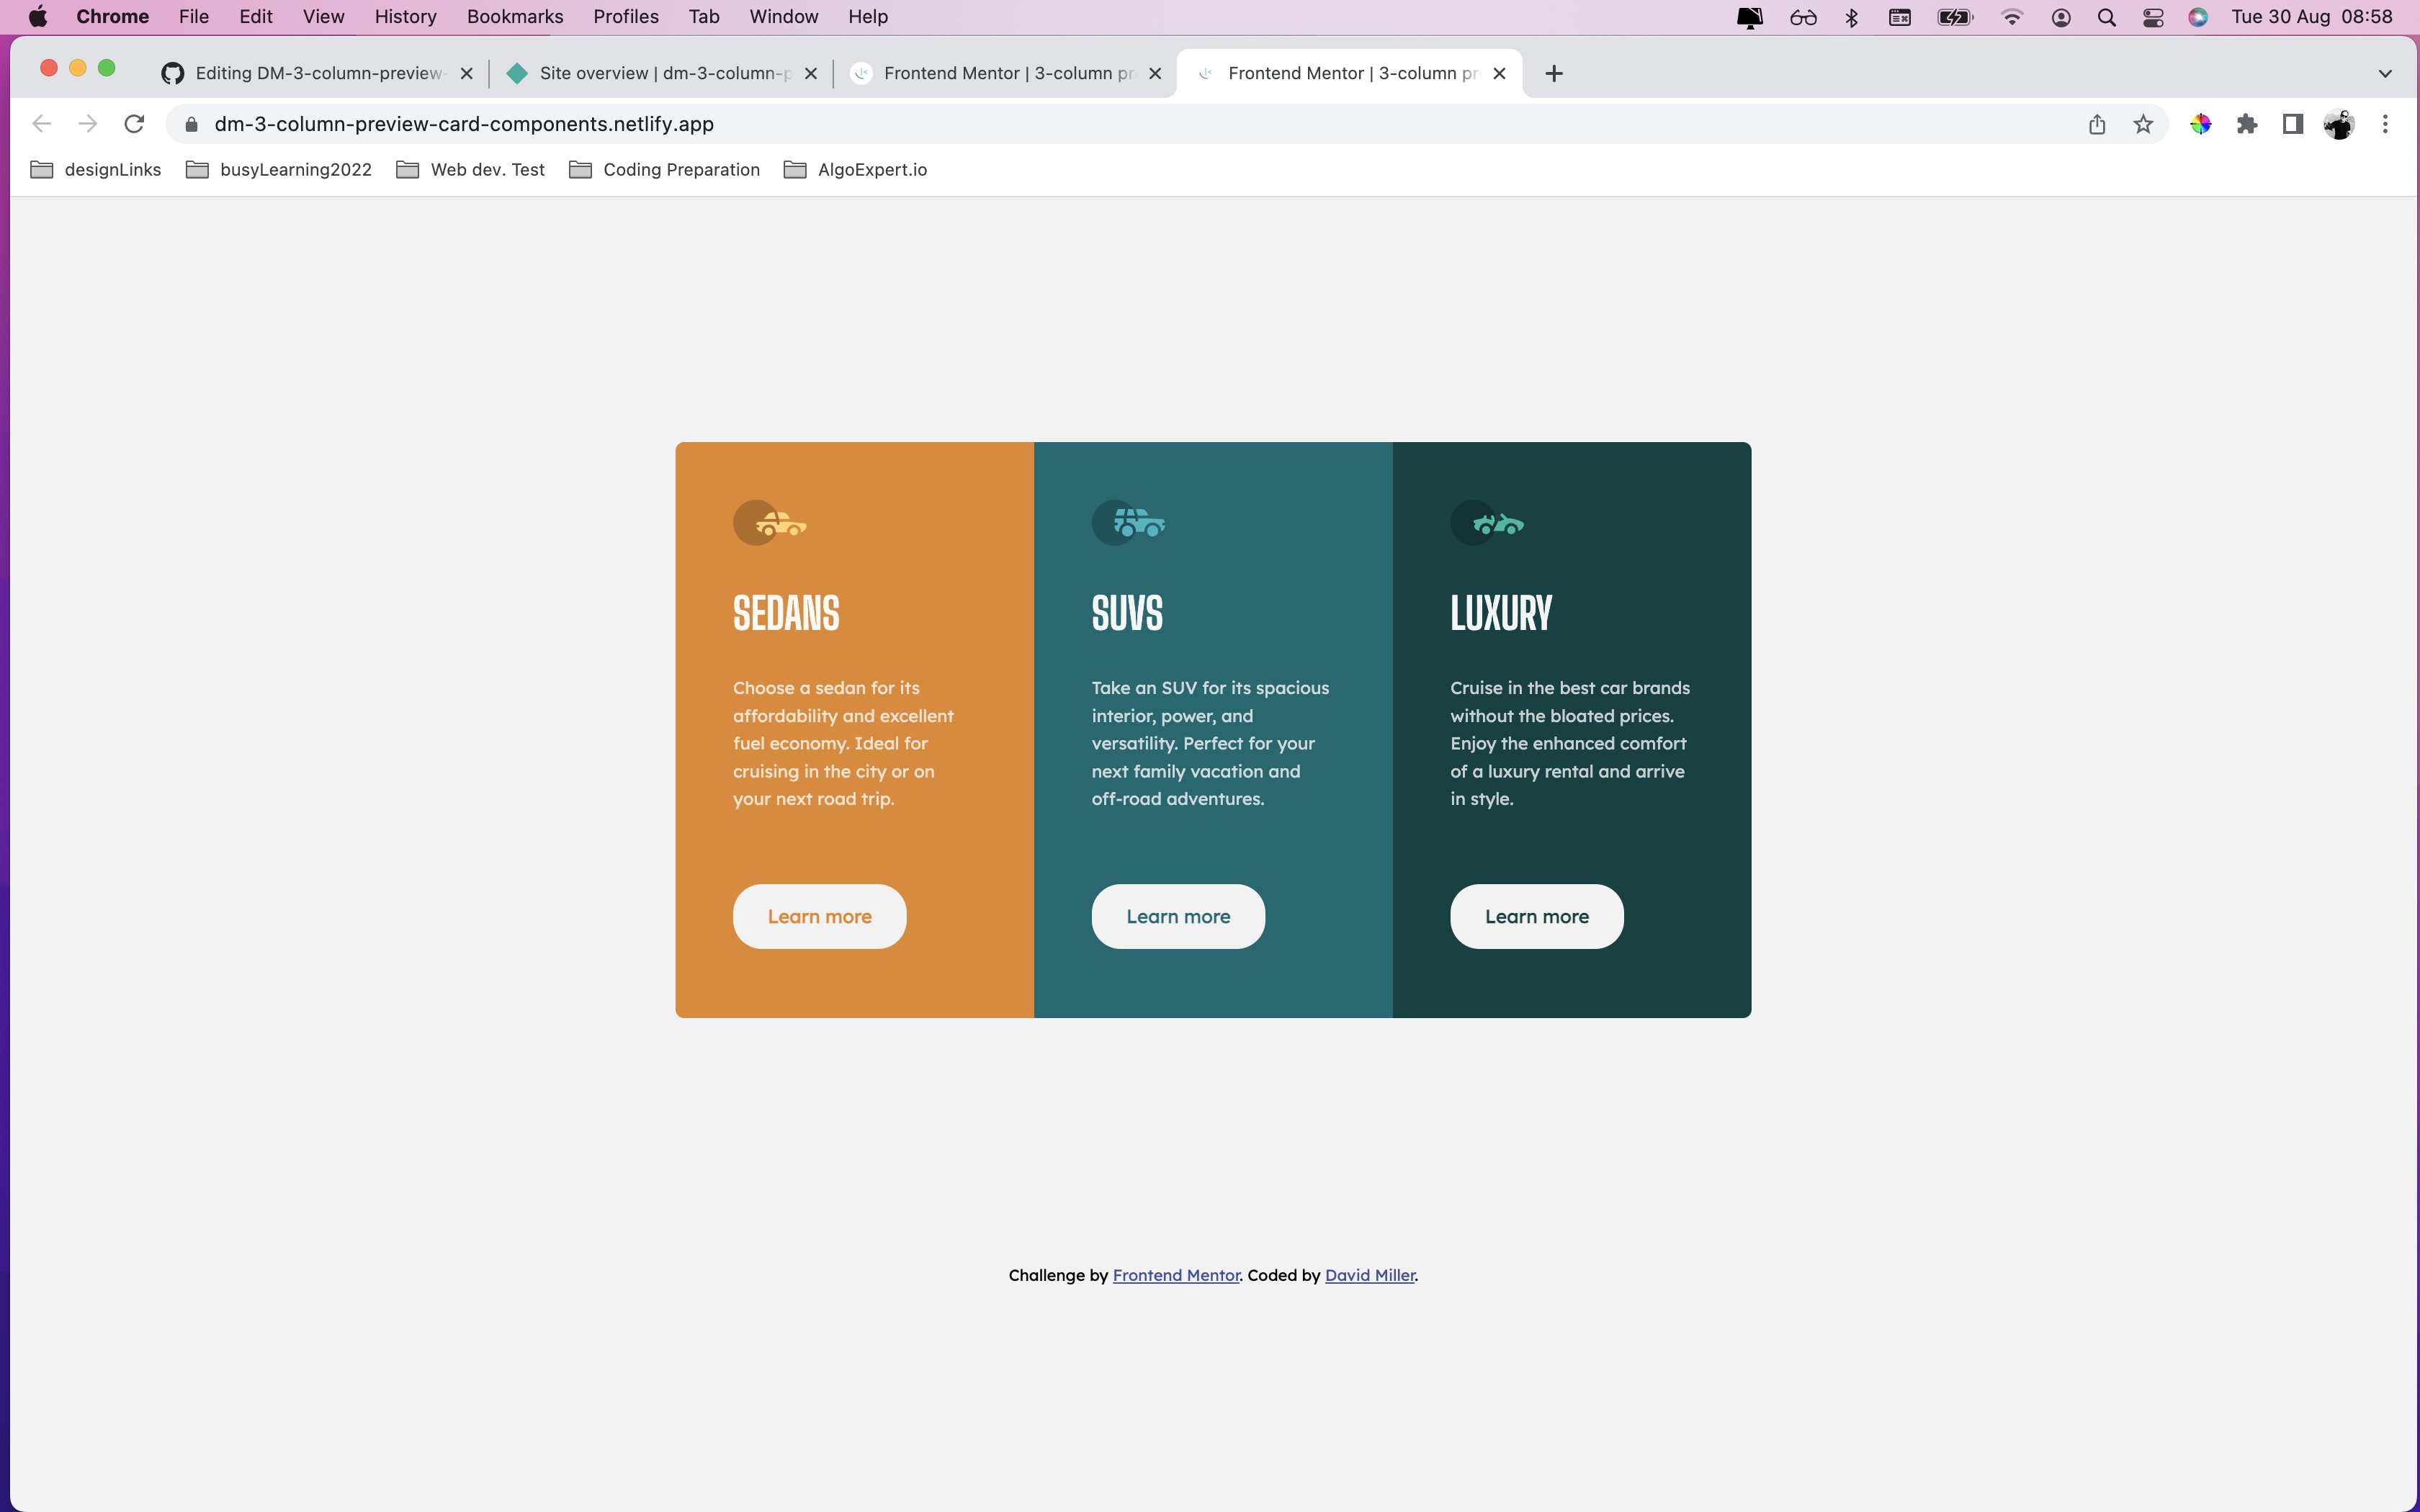 Chrome File Edit View History Bookmarks Profiles Tab Window Help Tue 30 Aug 08:58
Editing DM-3-column-preview- Site overview | dm-3-column-p Frontend Mentor | 3-column pr Frontend Mentor | 3-column pr
dm-3-column-preview-card-components.netlify.app
designLinks busyLearning2022 Web dev. Test Coding Preparation AlgoExpert.io
SEDANS
Choose a sedan for its
affordability and excellent
fuel economy. Ideal for
cruising in the city or on
your next road trip.
Learn more
SUVS
Take an SUV for its spacious
interior, power, and
versatility. Perfect for your
next family vacation and
off-road adventures.
Learn more
LUXURY
Cruise in the best car brands
without the bloated prices.
Enjoy the enhanced comfort
of a luxury rental and arrive
in style.
Learn more
Challenge by Frontend Mentor. Coded by David Miller.